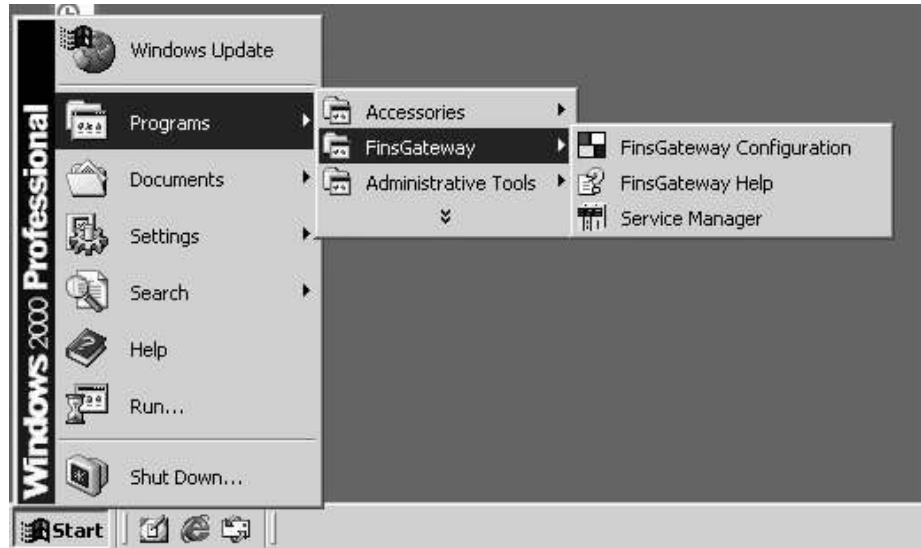 Windows 2000 Professional
Windows Update
Programs
Documents
Settings
Search
Help
Run...
Shut Down...
Accessories
FinsGateway
Administrative Tools
FinsGateway Configuration
FinsGateway Help
Service Manager
Start